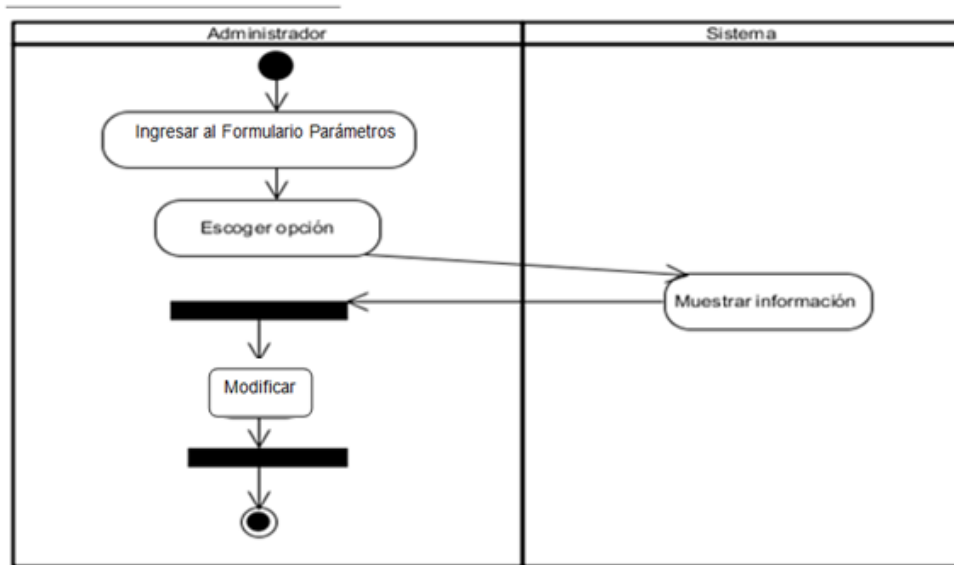 Administrador
Sistema
Ingresar al Formulario Parámetros
Escoger opción
Muestrar información
Modificar